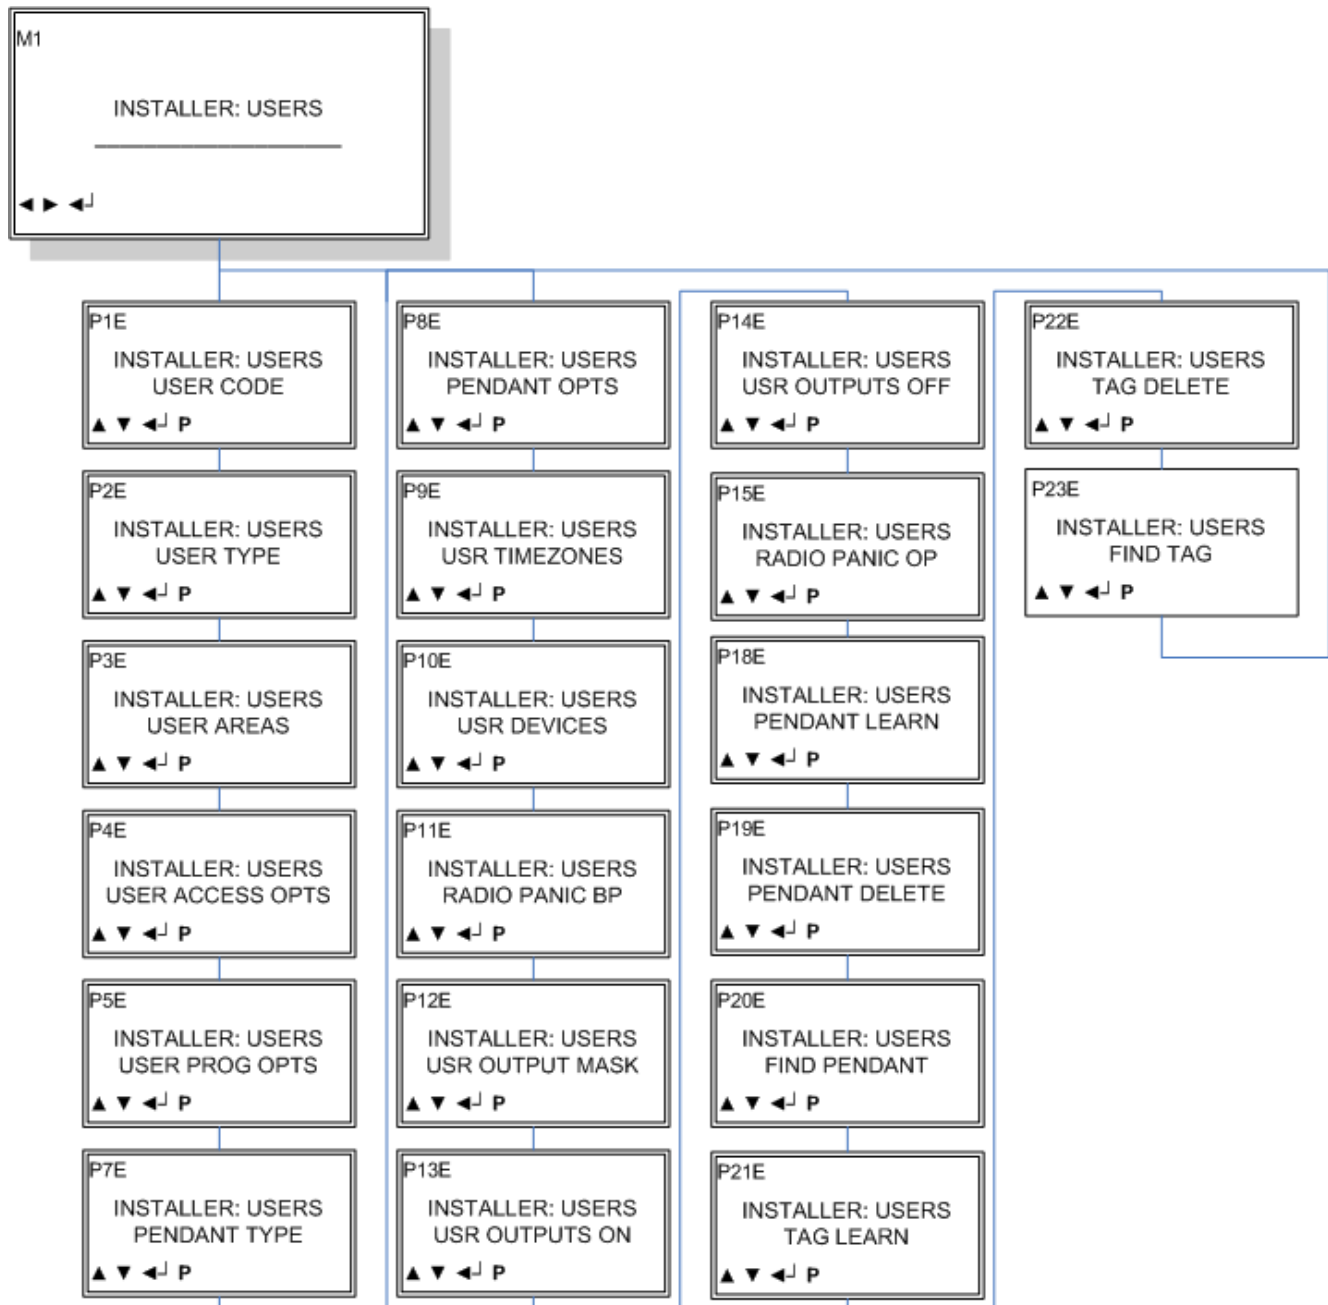 M1
INSTALLER: USERS
◄ ► ◄┘
P1E
INSTALLER: USERS
USER CODE
▲ ▼ ◄┘ P
P2E
INSTALLER: USERS
USER TYPE
▲ ▼ ◄┘ P
P3E
INSTALLER: USERS
USER AREAS
▲ ▼ ◄┘ P
P4E
INSTALLER: USERS
USER ACCESS OPTS
▲ ▼ ◄┘ P
P5E
INSTALLER: USERS
USER PROG OPTS
▲ ▼ ◄┘ P
P7E
INSTALLER: USERS
PENDANT TYPE
▲ ▼ ◄┘ P
P8E
INSTALLER: USERS
PENDANT OPTS
▲ ▼ ◄┘ P
P9E
INSTALLER: USERS
USR TIMEZONES
▲ ▼ ◄┘ P
P10E
INSTALLER: USERS
USR DEVICES
▲ ▼ ◄┘ P
P11E
INSTALLER: USERS
RADIO PANIC BP
▲ ▼ ◄┘ P
P12E
INSTALLER: USERS
USR OUTPUT MASK
▲ ▼ ◄┘ P
P13E
INSTALLER: USERS
USR OUTPUTS ON
▲ ▼ ◄┘ P
P14E
INSTALLER: USERS
USR OUTPUTS OFF
▲ ▼ ◄┘ P
P15E
INSTALLER: USERS
RADIO PANIC OP
▲ ▼ ◄┘ P
P18E
INSTALLER: USERS
PENDANT LEARN
▲ ▼ ◄┘ P
P19E
INSTALLER: USERS
PENDANT DELETE
▲ ▼ ◄┘ P
P20E
INSTALLER: USERS
FIND PENDANT
▲ ▼ ◄┘ P
P21E
INSTALLER: USERS
TAG LEARN
▲ ▼ ◄┘ P
P22E
INSTALLER: USERS
TAG DELETE
▲ ▼ ◄┘ P
P23E
INSTALLER: USERS
FIND TAG
▲ ▼ ◄┘ P